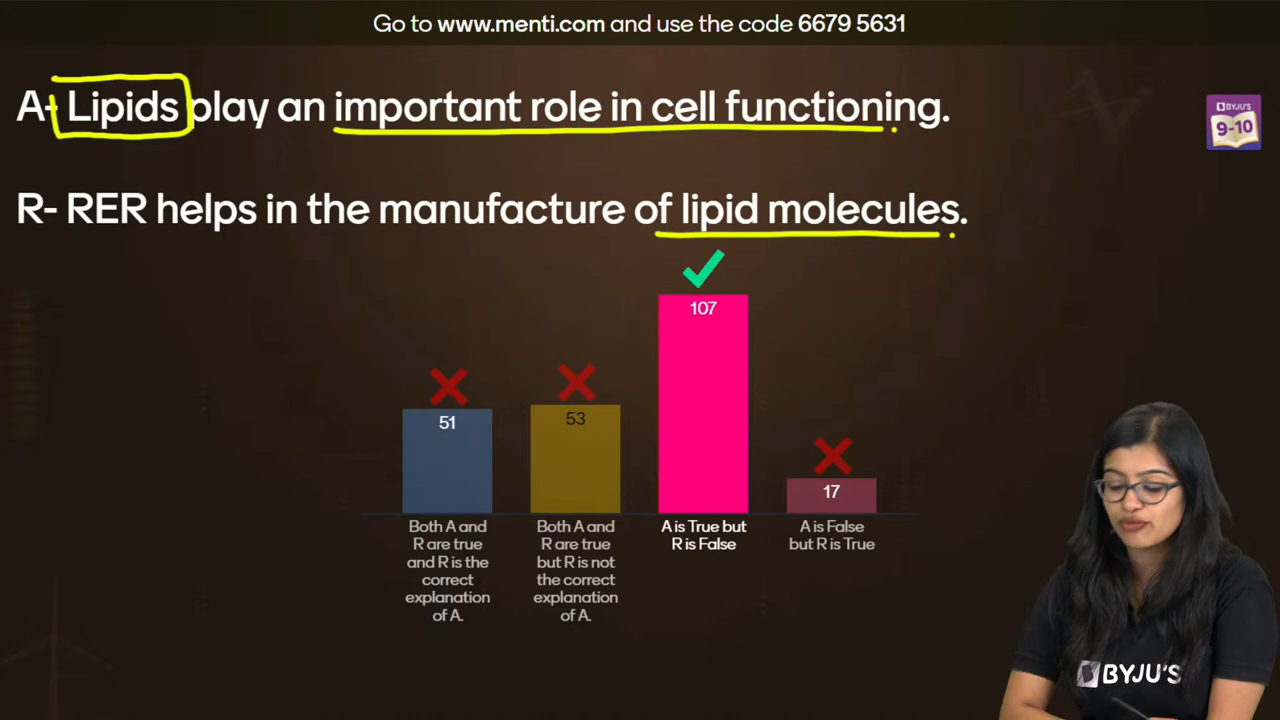 Go to www.menti.com and use the code 6679 5631
A- Lipids play an important role in cell functioning.
BYJU'S
9-10
R- RER helps in the manufacture of lipid molecules.
107
51
53
17
Both A and
R are true
and R is the
correct
explanation
of A.
Both A and
R are true
but R is not
the correct
explanation
of A.
A is True but
R is False
A is False
but R is True
BYJU'S